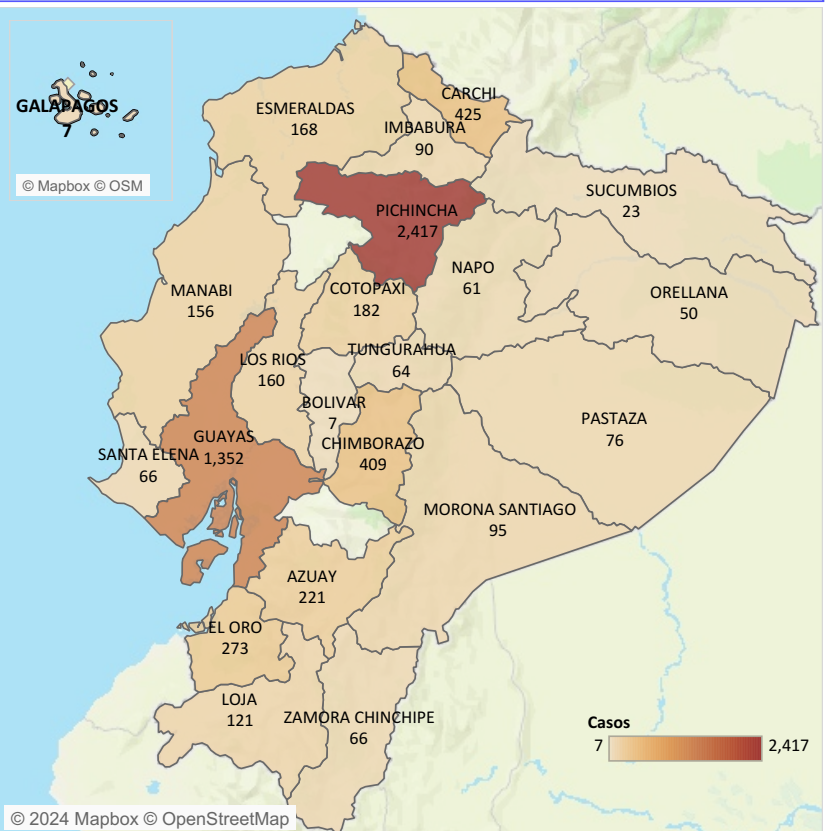 GALAPAGOS
7
© Mapbox © OSM
ESMERALDAS
168
CARCHI
425
IMBABURA
90
SUCUMBIOS
23
PICHINCHA
2,417
NAPO
61
ORELLANA
50
MANABI
156
COTOPAXI
182
LOS RIOS
160
TUNGURAHUA
64
BOLIVAR
7
PASTAZA
76
GUAYAS
1,352
CHIMBORAZO
409
SANTA ELENA
66
MORONA SANTIAGO
95
AZUAY
221
EL ORO
273
LOJA
121
ZAMORA CHINCHIPE
66
Casos
7 2,417
© 2024 Mapbox © OpenStreetMap